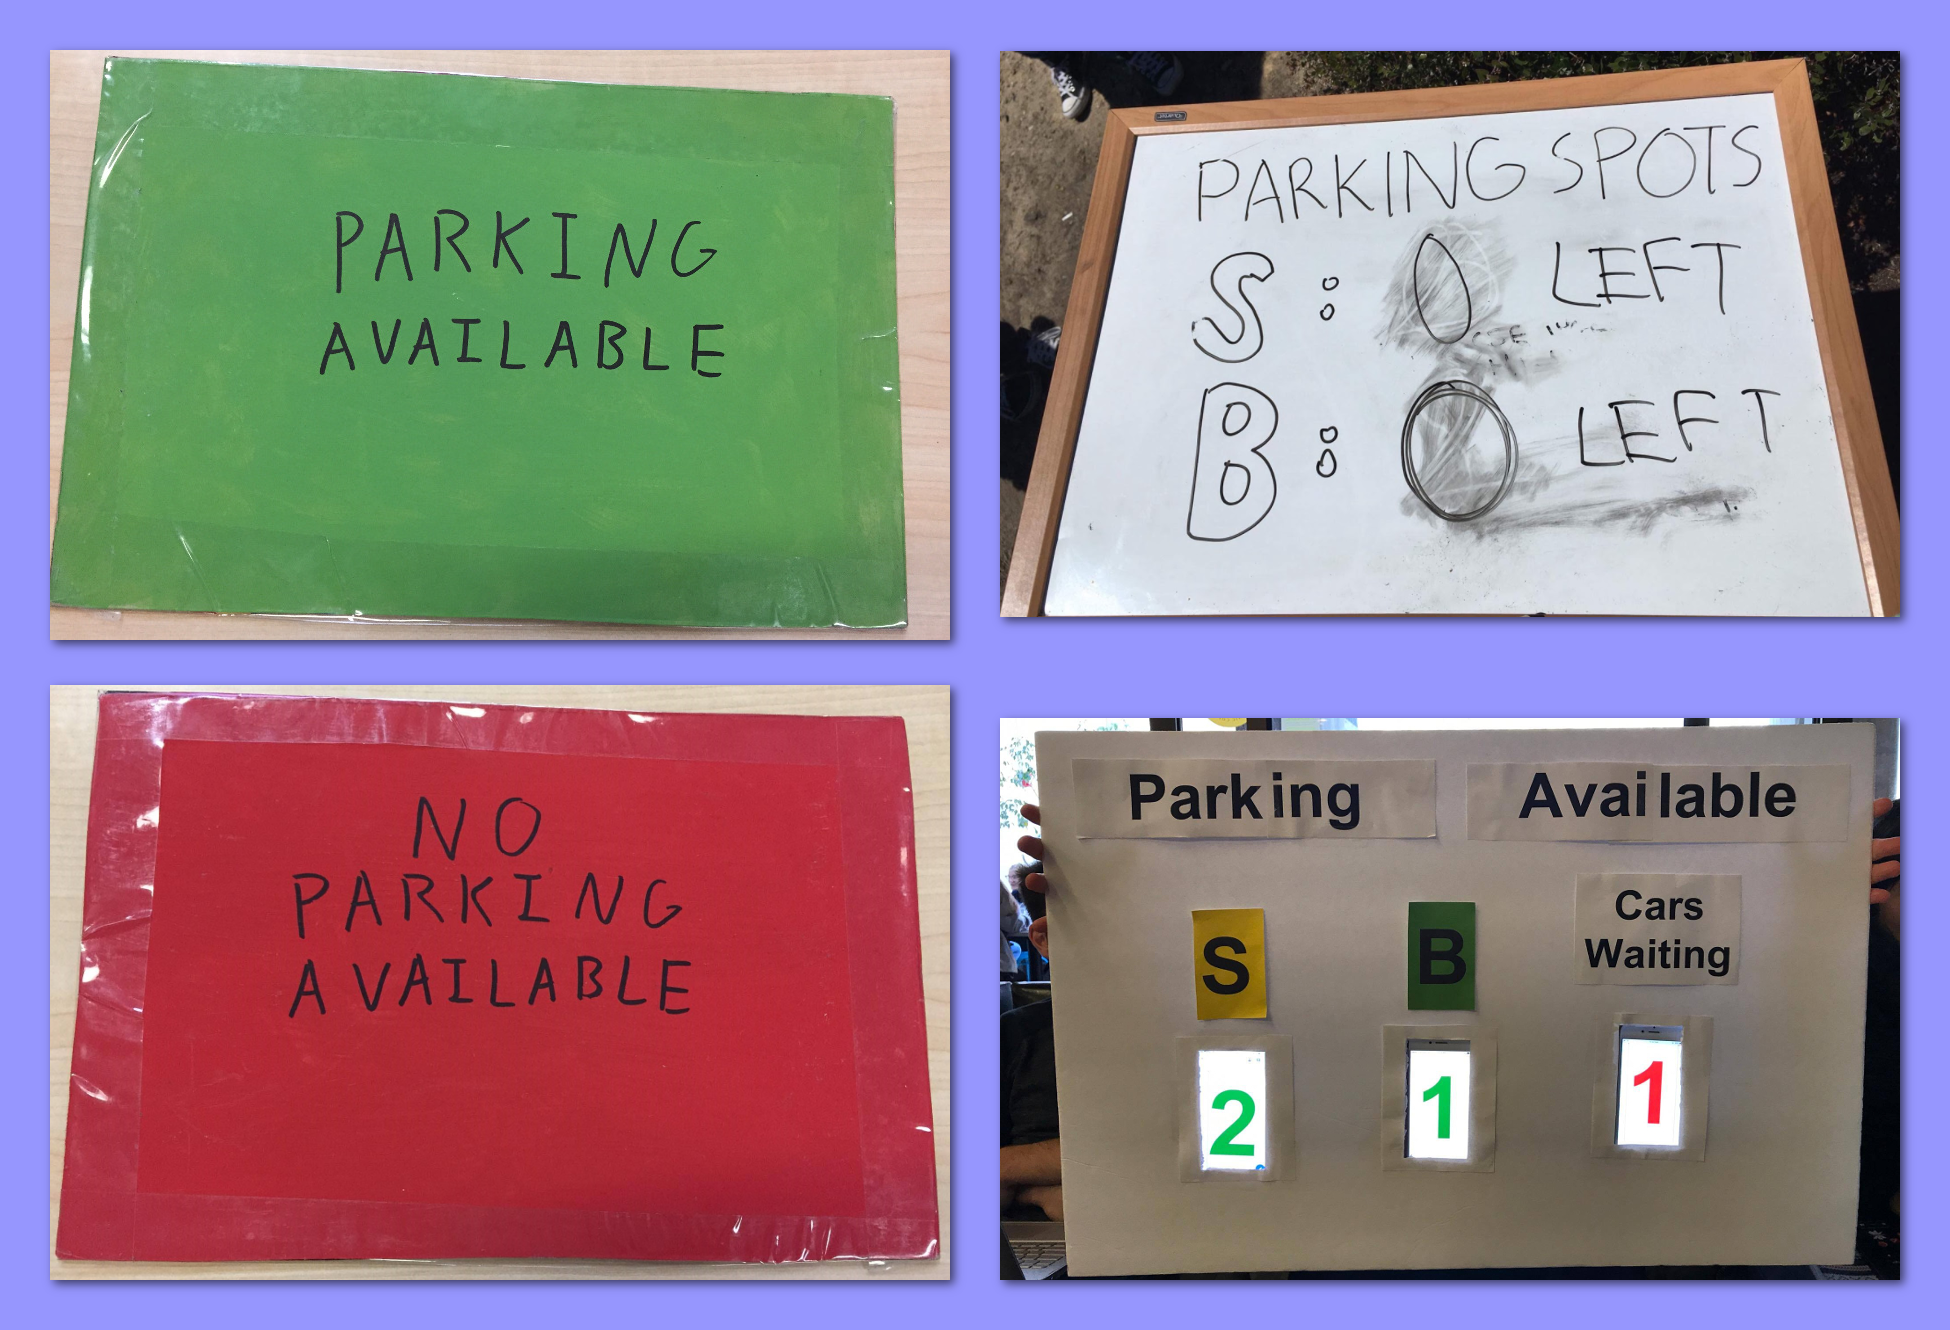 PARKING
AVAILABLE
PARKING SPOTS
S: 0 LEFT
B: 0 LEFT
NO
PARKING
AVAILABLE
Parking Available
S B Cars
Waiting
2 1 1